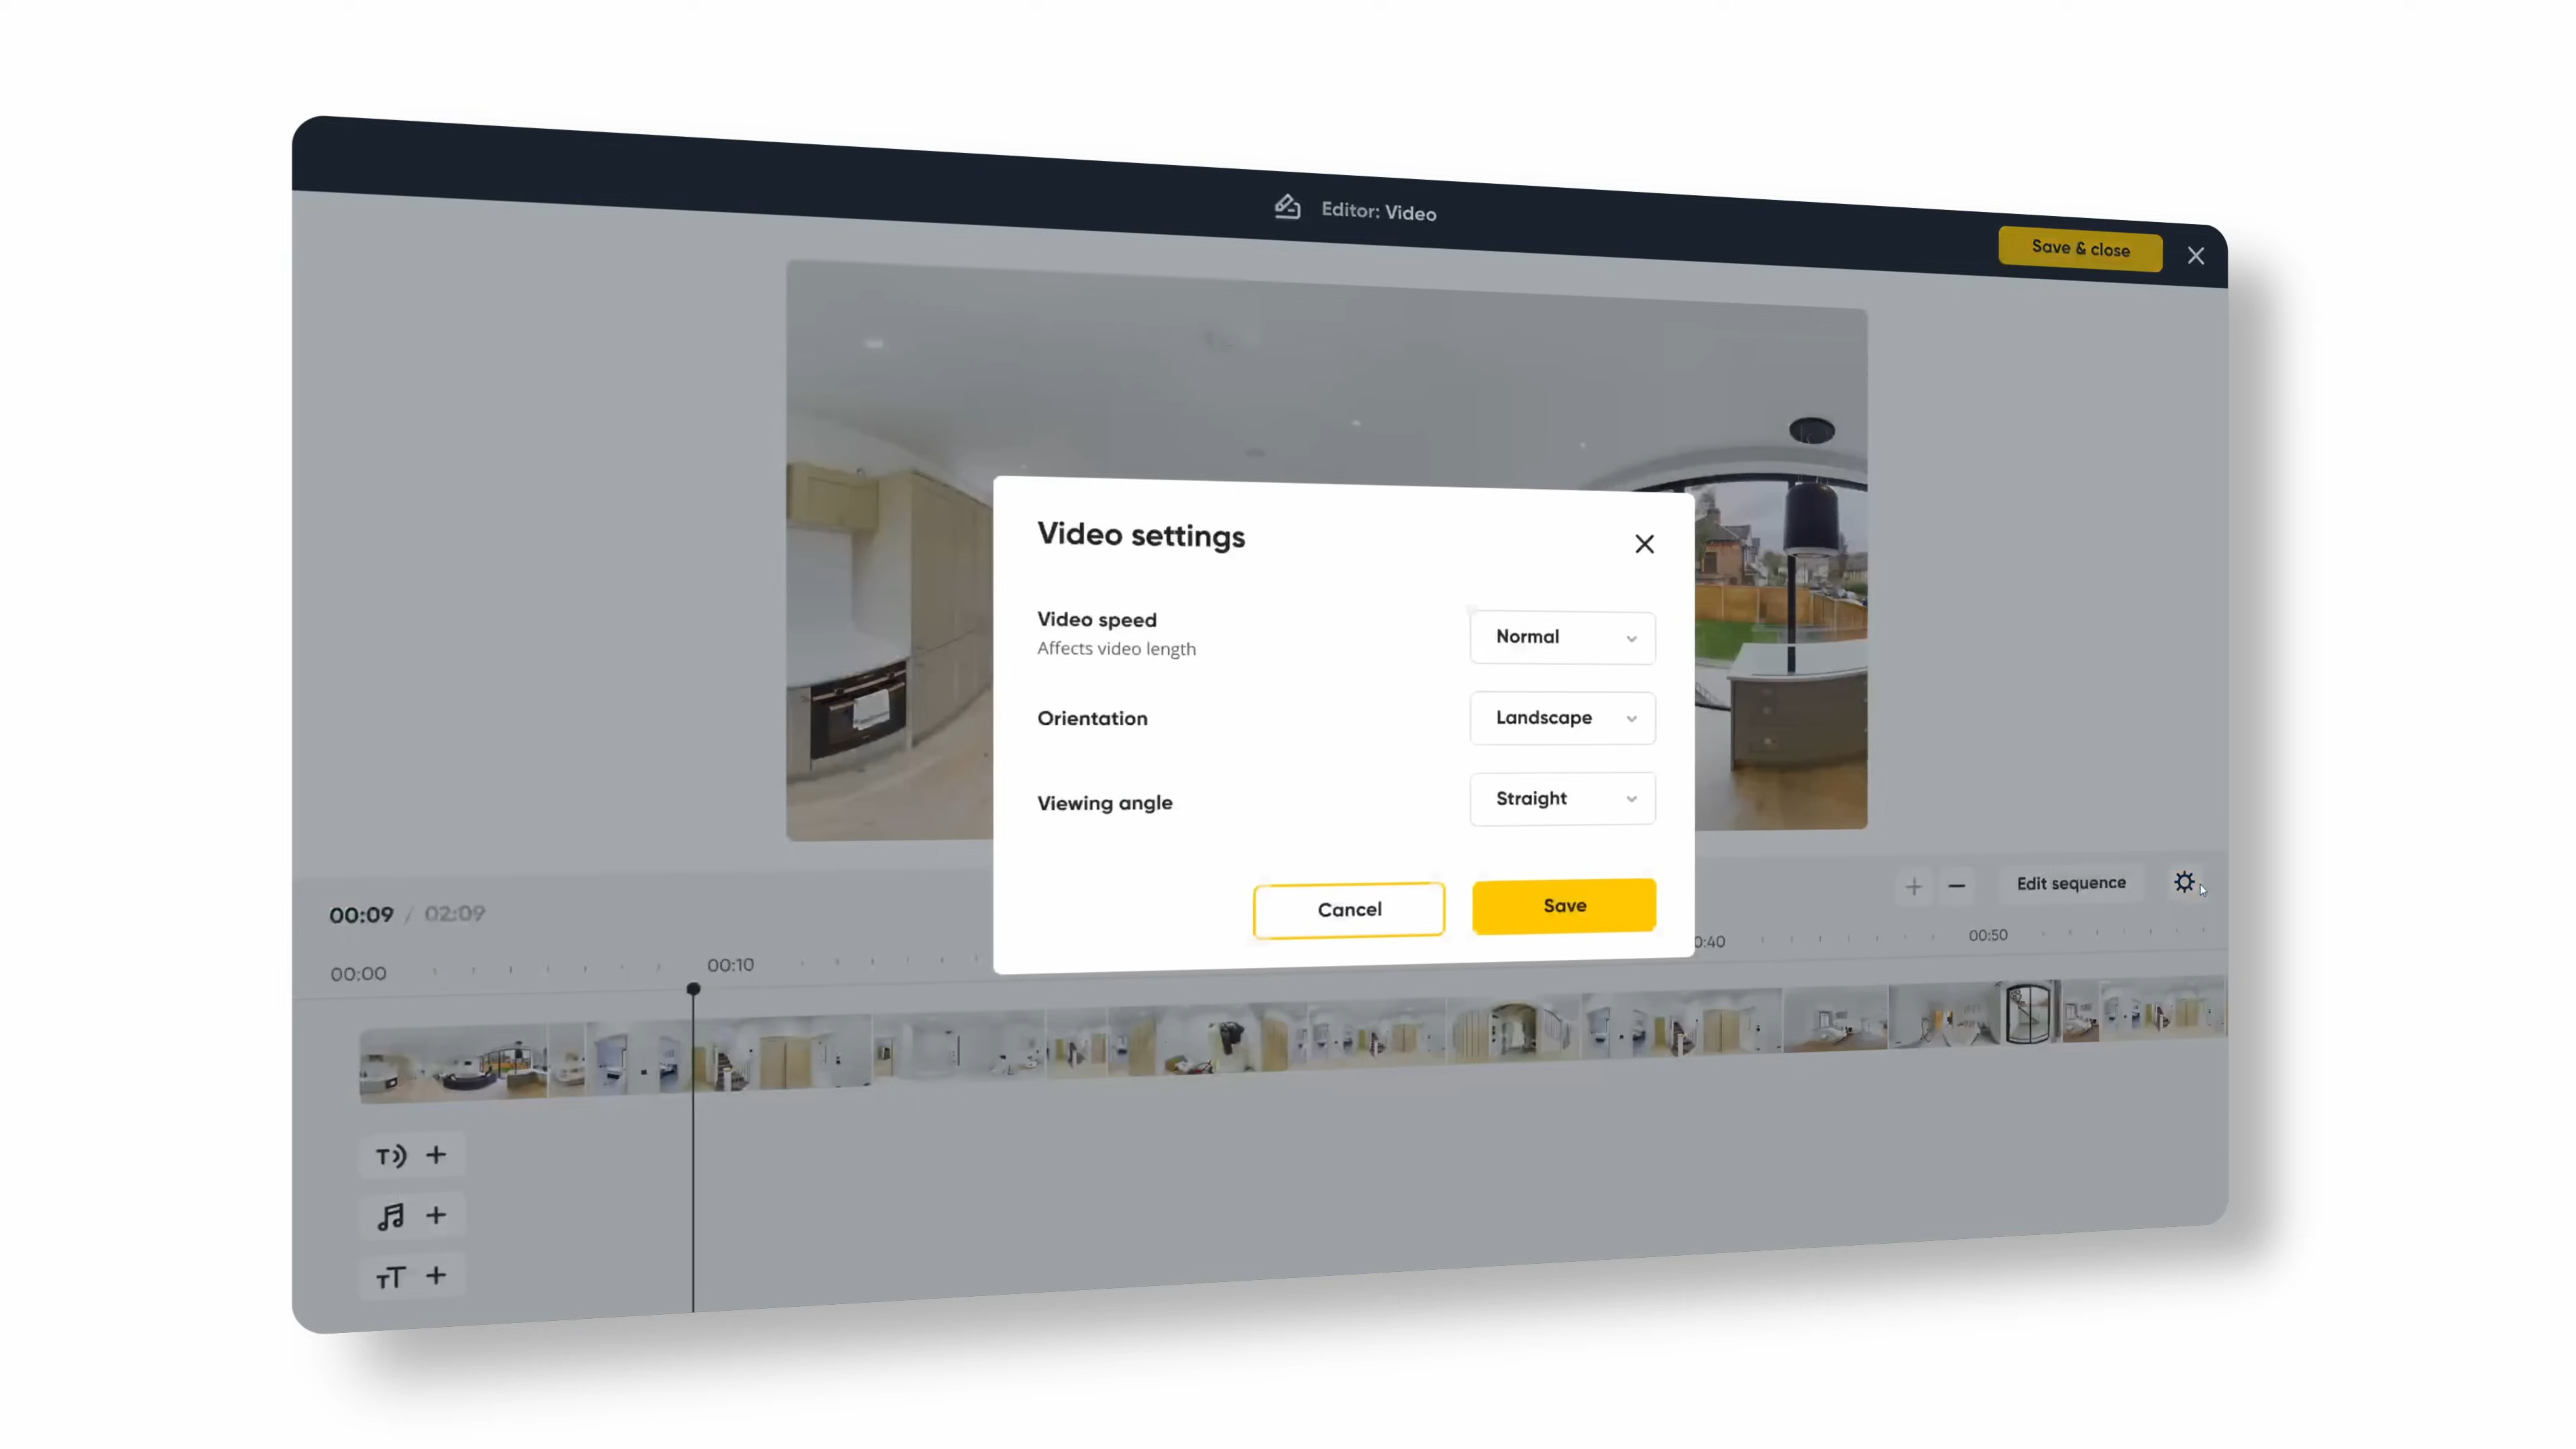 Editor: Video
Save & close
Video settings
Video speed
Affects video length
Normal
Orientation
Landscape
Viewing angle
Straight
Cancel
Save
Edit sequence
00:09 / 02:09
00:00
00:10
0:40
00:50
T
TT